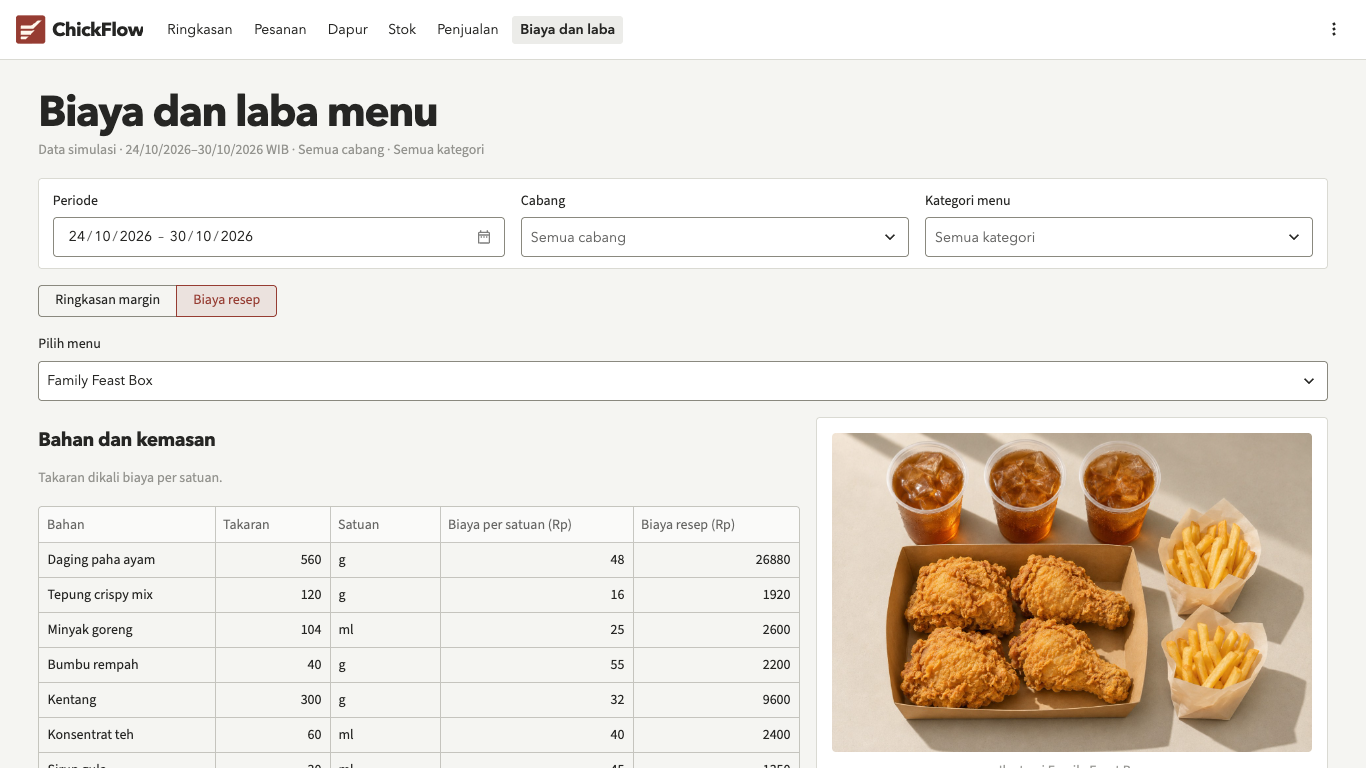 ChickFlow Ringkasan Pesanan Dapur Stok Penjualan Biaya dan laba
Biaya dan laba menu
Data simulasi · 24/10/2026–30/10/2026 WIB · Semua cabang · Semua kategori
Periode Cabang Kategori menu
24/10/2026 – 30/10/2026 Semua cabang Semua kategori
Ringkasan margin Biaya resep
Pilih menu
Family Feast Box
Bahan dan kemasan
Takaran dikali biaya per satuan.
Bahan Takaran Satuan Biaya per satuan (Rp) Biaya resep (Rp)
Daging paha ayam 560 g 48 26880
Tepung crispy mix 120 g 16 1920
Minyak goreng 104 ml 25 2600
Bumbu rempah 40 g 55 2200
Kentang 300 g 32 9600
Konsentrat teh 60 ml 40 2400